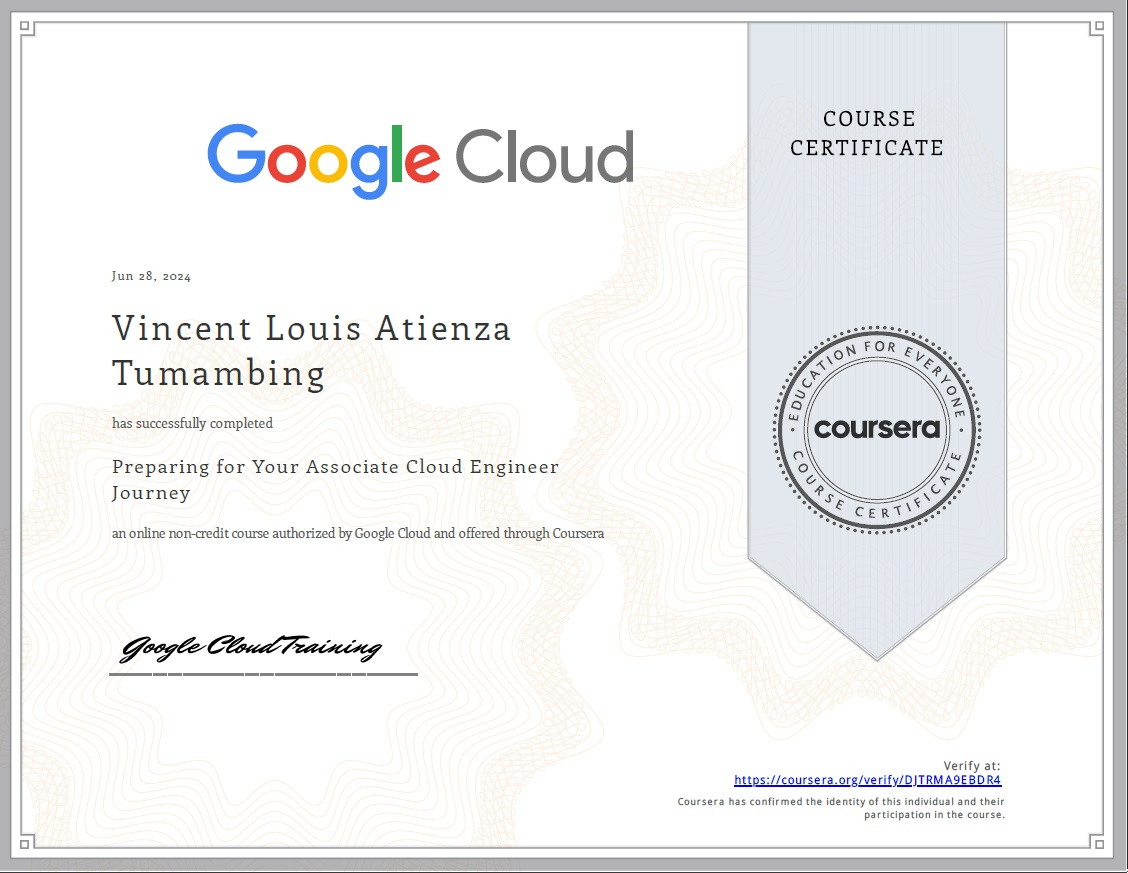 Google Cloud
COURSE
CERTIFICATE
Jun 28, 2024
Vincent Louis Atienza
Tumambing
has successfully completed
Preparing for Your Associate Cloud Engineer
Journey
an online non-credit course authorized by Google Cloud and offered through Coursera
EDUCATION FOR EVERYONE
coursera
COURSE CERTIFICATE
Google Cloud Training
Verify at:
https://coursera.org/verify/DJTRMA9EBDR4
Coursera has confirmed the identity of this individual and their
participation in the course.